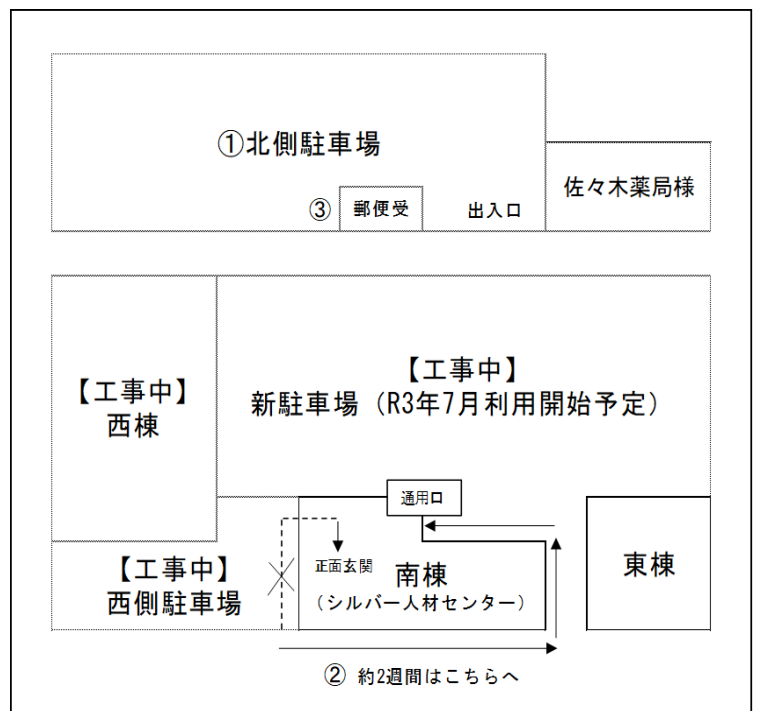 ①北側駐車場
佐々木薬局様
③ 郵便受
出入口
【工事中】
西棟
【工事中】
新駐車場（R3年7月利用開始予定）
通用口
【工事中】
西側駐車場
正面玄関
南棟
（シルバー人材センター）
東棟
② 約2週間はこちらへ